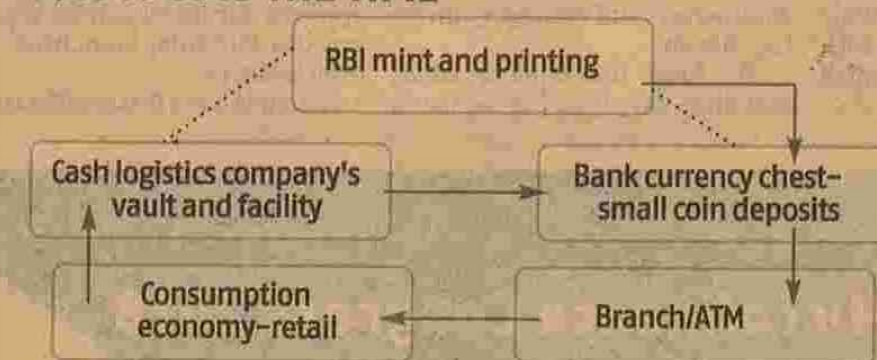 RBI mint and printing
Cash logistics company's
vault and facility
Bank currency chest–
small coin deposits
Consumption
economy–retail
Branch/ATM